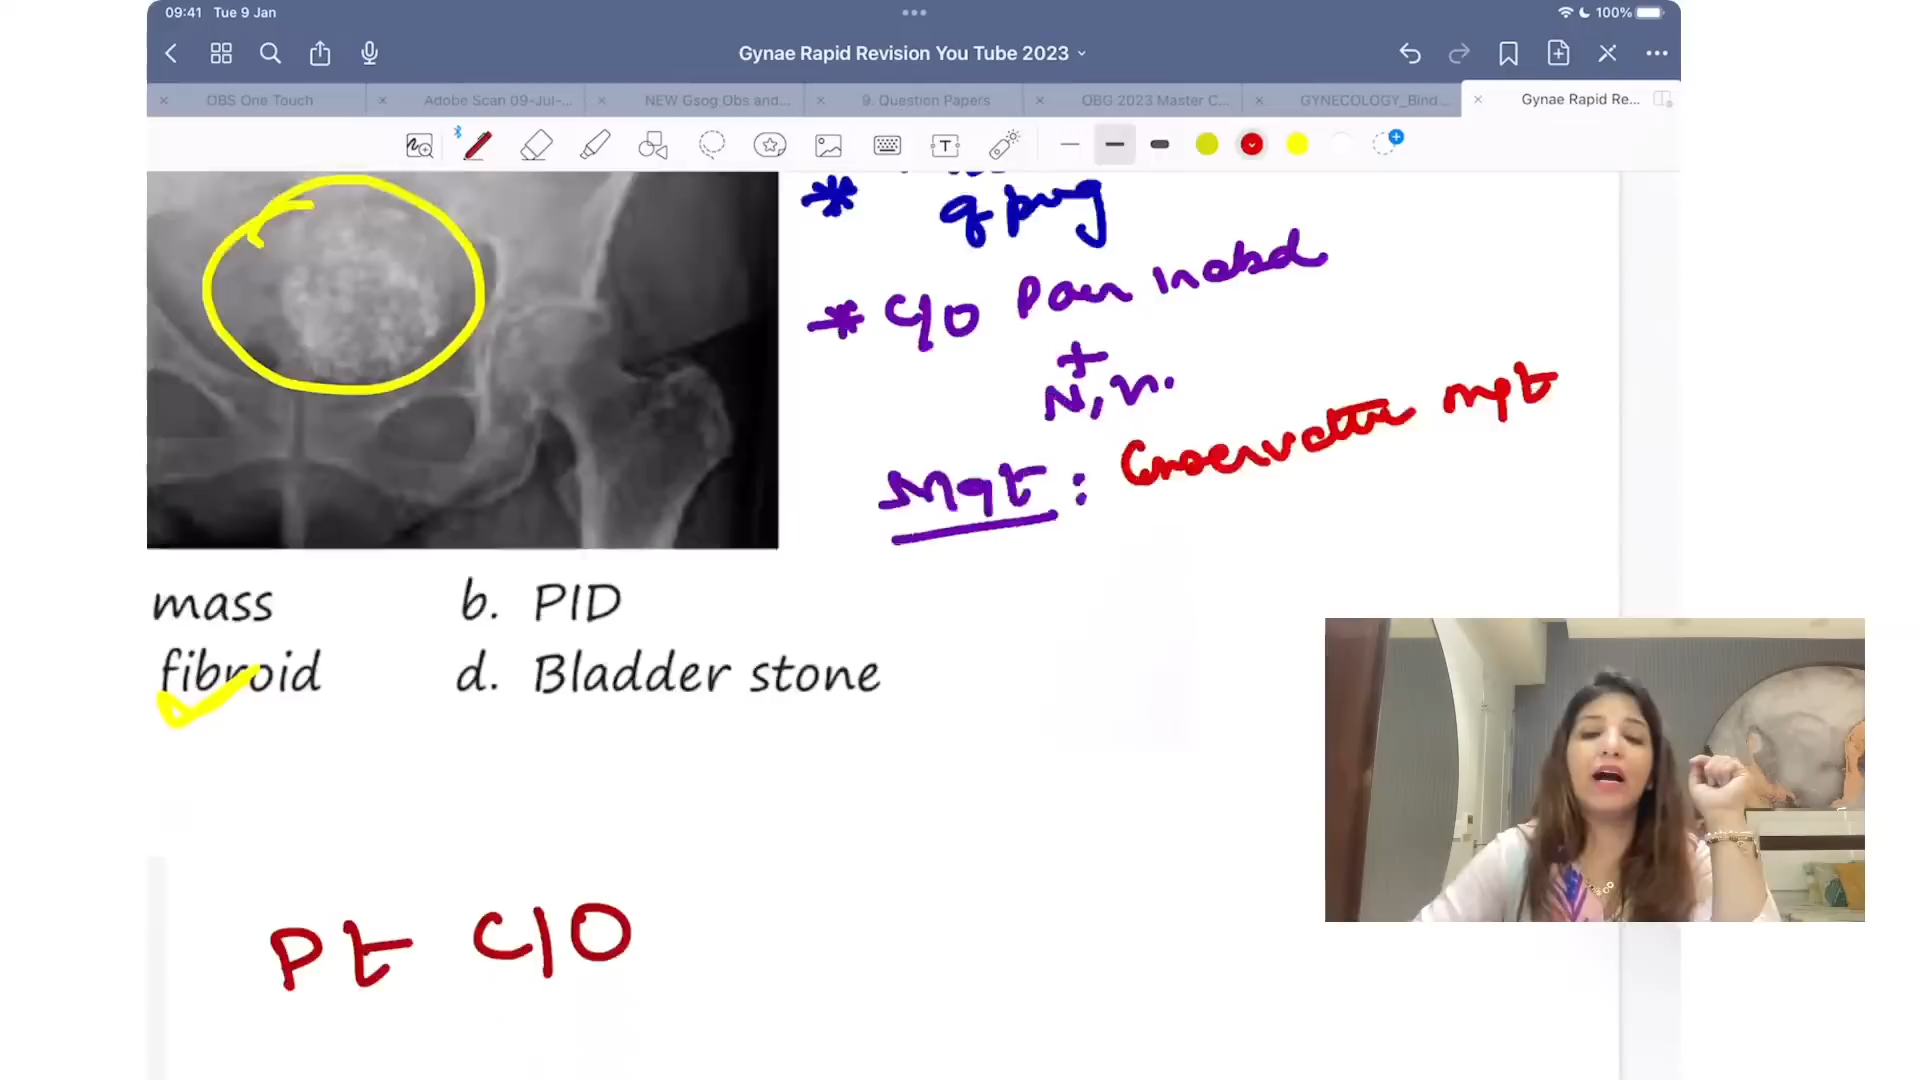 09:41 Tue 9 Jan
100%
Gynae Rapid Revision You Tube 2023
OBS One Touch
Adobe Scan 09-Jul-...
NEW Gsog Obs and...
9. Question Papers
OBG 2023 Master C...
GYNECOLOGY_Bind...
Gynae Rapid Re...
T
*
* C/O Pain in abd
+
N, v.
Mgt : Conservative mgt
mass b. PID
fibroid d. Bladder stone
Pt C/O